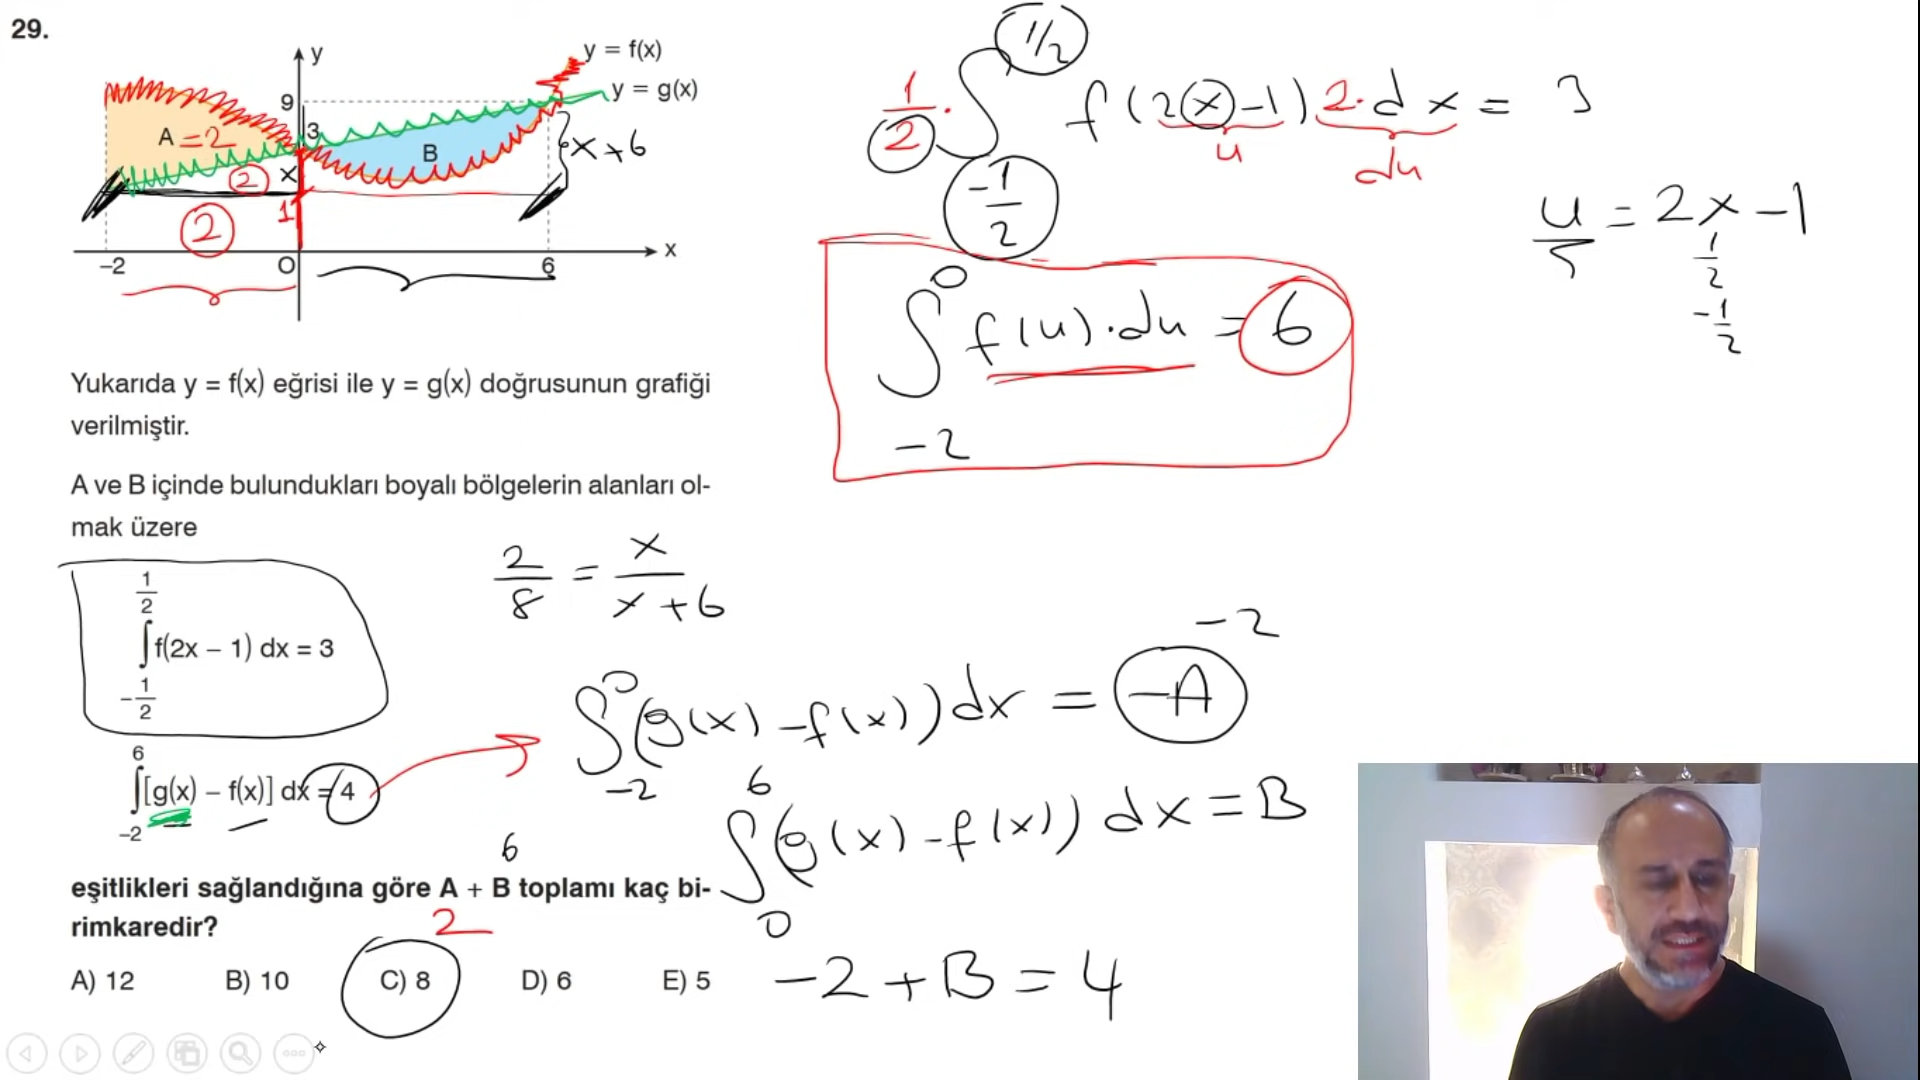 29.
y
y = f(x)
y = g(x)
9
3
A = 2
B
x
x + 6
2
1
2
-2
O
6
x
Yukarıda y = f(x) eğrisi ile y = g(x) doğrusunun grafiği
verilmiştir.
A ve B içinde bulundukları boyalı bölgelerin alanları ol-
mak üzere
1/2
∫ f(2x – 1) dx = 3
-1/2
6
∫ [g(x) – f(x)] dx = 4
–2
eşitlikleri sağlandığına göre A + B toplamı kaç bi-
rimkaredir?
6
2
A) 12 B) 10 C) 8 D) 6 E) 5
1/2
1/2 · ∫ f(2x-1) 2·dx = 3
-1/2
u
du
u = 2x-1
1/2
-1/2
0
∫ f(u)·du = 6
-2
2/8 = x/x+6
-2
0
∫ (g(x) - f(x)) dx = -A
-2
6
∫ (g(x) - f(x)) dx = B
0
-2 + B = 4